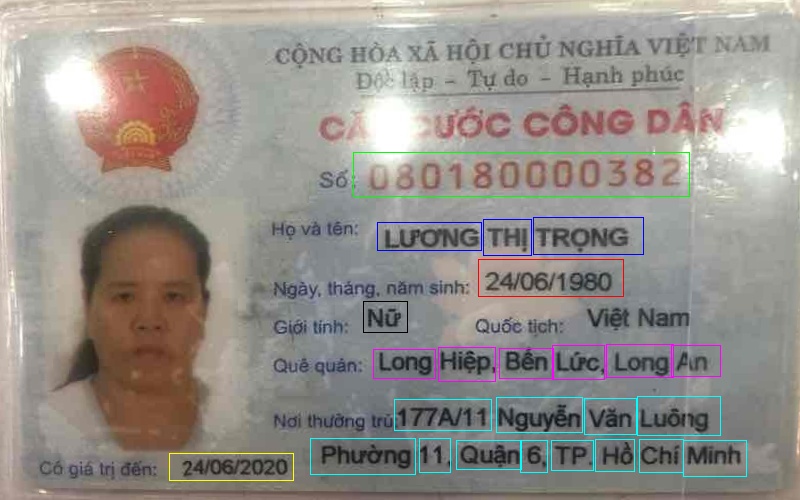 CỘNG HÒA XÃ HỘI CHỦ NGHĨA VIỆT NAM
Độc lập - Tự do - Hạnh phúc
CĂN CƯỚC CÔNG DÂN
Số: 080180000382
Họ và tên: LƯƠNG THỊ TRỌNG
Ngày, tháng, năm sinh: 24/06/1980
Giới tính: Nữ Quốc tịch: Việt Nam
Quê quán: Long Hiệp, Bến Lức, Long An
Nơi thường trú: 177A/11 Nguyễn Văn Luông
Phường 11, Quận 6, TP. Hồ Chí Minh
Có giá trị đến: 24/06/2020